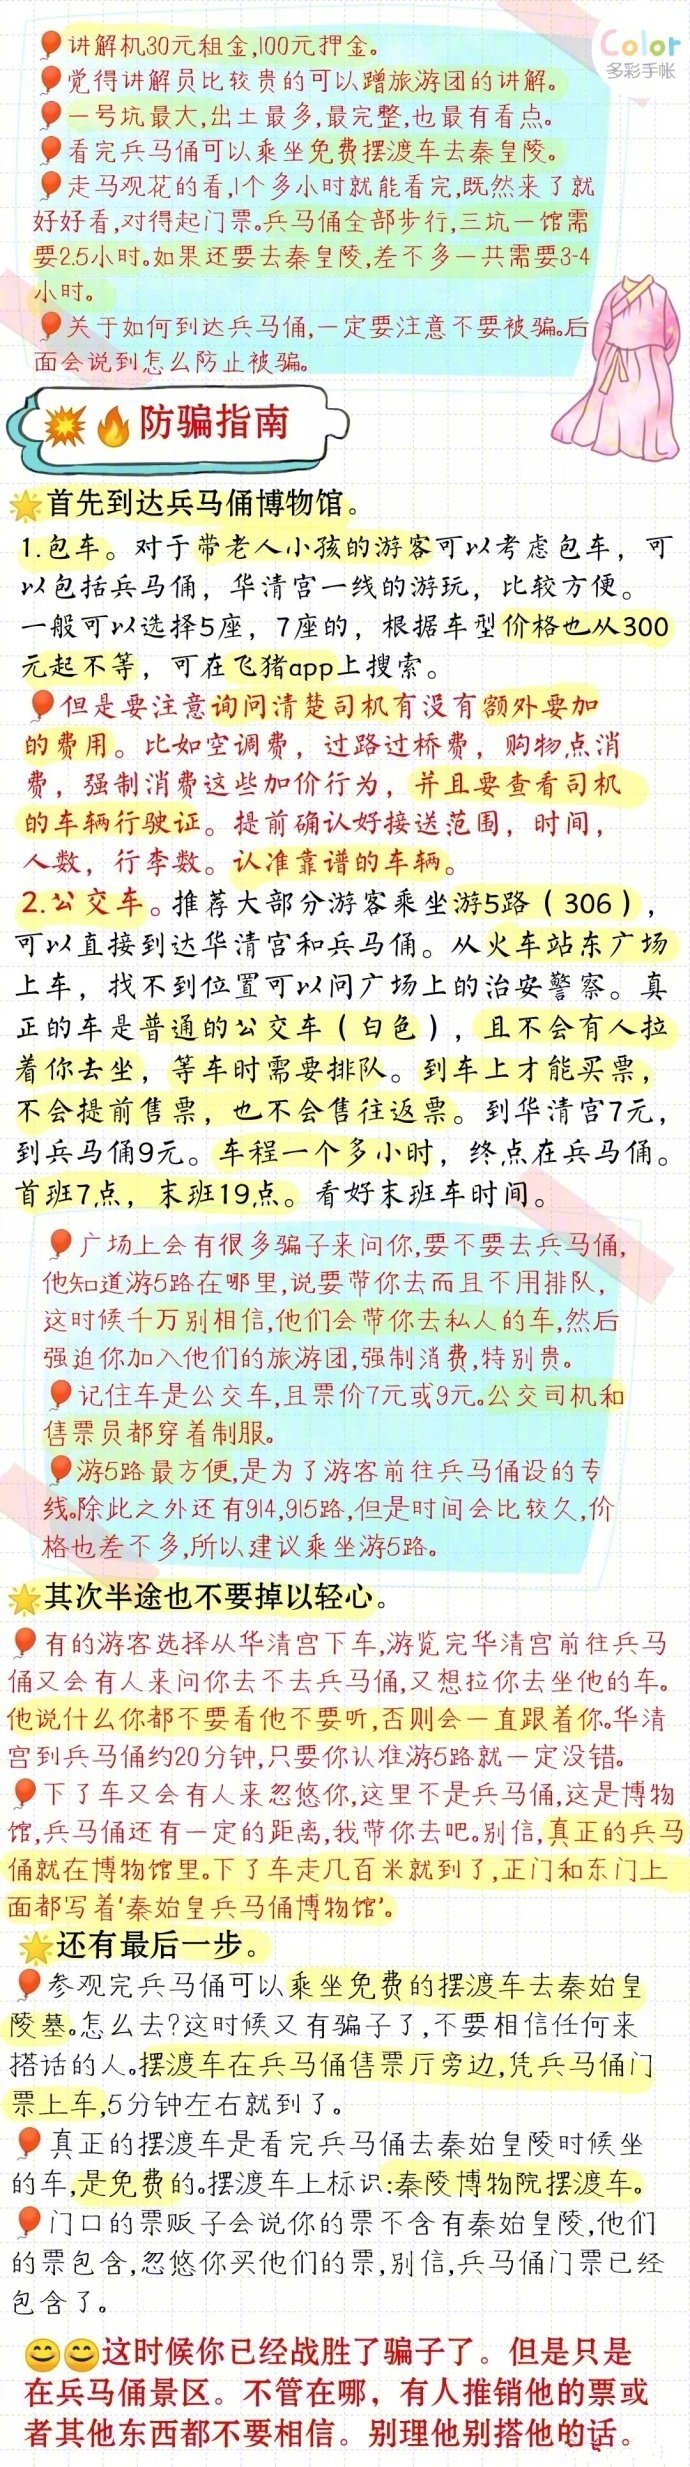 Color
多彩手帐
讲解机30元租金,100元押金。
觉得讲解员比较贵的可以蹭旅游团的讲解。
一号坑最大,出土最多,最完整,也最有看点。
看完兵马俑可以乘坐免费摆渡车去秦皇陵。
走马观花的看,1个多小时就能看完,既然来了就
好好看,对得起门票。兵马俑全部步行,三坑一馆需
要2.5小时。如果还要去秦皇陵,差不多一共需要3-4
小时。
关于如何到达兵马俑,一定要注意不要被骗。后
面会说到怎么防止被骗。
防骗指南
首先到达兵马俑博物馆。
1.包车。对于带老人小孩的游客可以考虑包车，可
以包括兵马俑，华清宫一线的游玩，比较方便。
一般可以选择5座，7座的，根据车型价格也从300
元起不等，可在飞猪app上搜索。
但是要注意询问清楚司机有没有额外要加
的费用。比如空调费，过路过桥费，购物点消
费，强制消费这些加价行为，并且要查看司机
的车辆行驶证。提前确认好接送范围，时间，
人数，行李数。认准靠谱的车辆。
2.公交车。推荐大部分游客乘坐游5路（306），
可以直接到达华清宫和兵马俑。从火车站东广场
上车，找不到位置可以问广场上的治安警察。真
正的车是普通的公交车（白色），且不会有人拉
着你去坐，等车时需要排队。到车上才能买票，
不会提前售票，也不会售往返票。到华清宫7元，
到兵马俑9元。车程一个多小时，终点在兵马俑。
首班7点，末班19点。看好末班车时间。
广场上会有很多骗子来问你,要不要去兵马俑,
他知道游5路在哪里,说要带你去而且不用排队,
这时候千万别相信,他们会带你去私人的车,然后
强迫你加入他们的旅游团,强制消费,特别贵。
记住车是公交车,且票价7元或9元。公交司机和
售票员都穿着制服。
游5路最方便,是为了游客前往兵马俑设的专
线。除此之外还有914,915路,但是时间会比较久,价
格也差不多,所以建议乘坐游5路。
其次半途也不要掉以轻心。
有的游客选择从华清宫下车,游览完华清宫前往兵马
俑又会有人来问你去不去兵马俑,又想拉你去坐他的车。
他说什么你都不要看他不要听,否则会一直跟着你。华清
宫到兵马俑约20分钟,只要你认准游5路就一定没错。
下了车又会有人来忽悠你,这里不是兵马俑,这是博物
馆,兵马俑还有一定的距离,我带你去吧。别信,真正的兵马
俑就在博物馆里。下了车走几百米就到了,正门和东门上
面都写着'秦始皇兵马俑博物馆'。
还有最后一步。
参观完兵马俑可以乘坐免费的摆渡车去秦始皇
陵墓。怎么去?这时候又有骗子了,不要相信任何来
搭话的人。摆渡车在兵马俑售票厅旁边,凭兵马俑门
票上车,5分钟左右就到了。
真正的摆渡车是看完兵马俑去秦始皇陵时候坐
的车,是免费的。摆渡车上标识:秦陵博物院摆渡车。
门口的票贩子会说你的票不含有秦始皇陵,他们
的票包含,忽悠你买他们的票,别信,兵马俑门票已经
包含了。
这时候你已经战胜了骗子了。但是只是
在兵马俑景区。不管在哪，有人推销他的票或
者其他东西都不要相信。别理他别搭他的话。